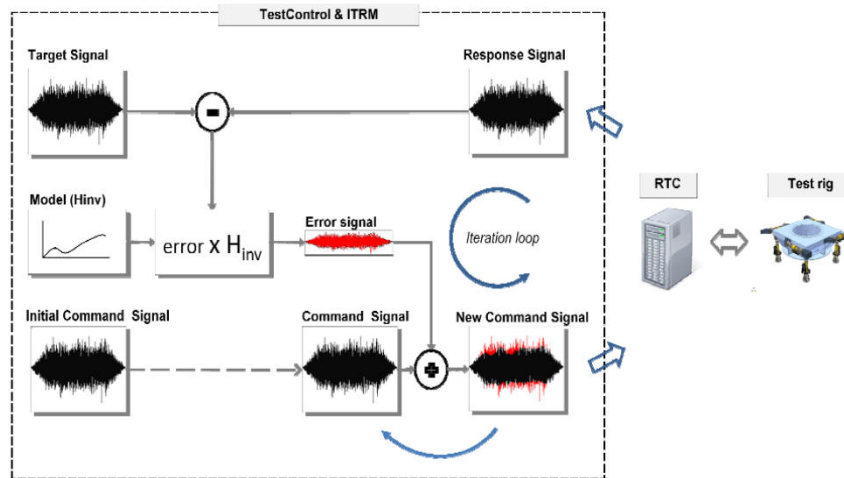 TestControl & ITRM
Target Signal
Response Signal
RTC
Test rig
Model (Hinv)
Error signal
error x Hinv
Iteration loop
Initial Command Signal
Command Signal
New Command Signal